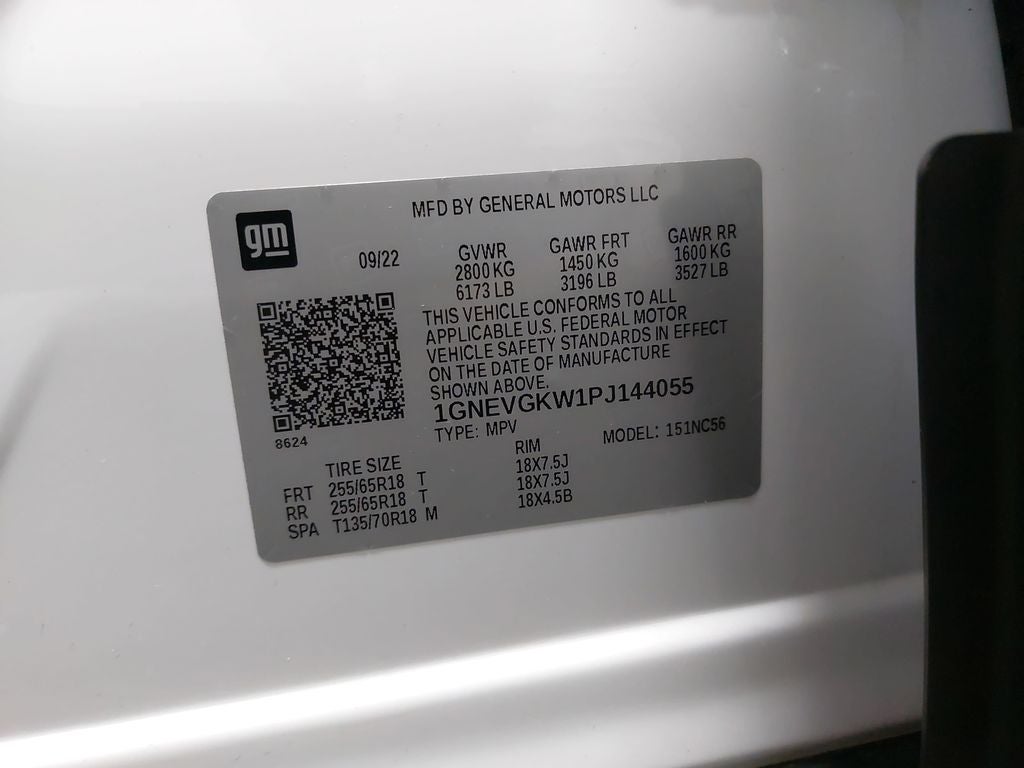 gm
MFD BY GENERAL MOTORS LLC
09/22
GVWR GAWR FRT GAWR RR
2800 KG 1450 KG 1600 KG
6173 LB 3196 LB 3527 LB
THIS VEHICLE CONFORMS TO ALL
APPLICABLE U.S. FEDERAL MOTOR
VEHICLE SAFETY STANDARDS IN EFFECT
ON THE DATE OF MANUFACTURE
SHOWN ABOVE.
1GNEVGKW1PJ144055
8624
TYPE: MPV MODEL: 151NC56
TIRE SIZE RIM
FRT 255/65R18 T 18X7.5J
RR 255/65R18 T 18X7.5J
SPA T135/70R18 M 18X4.5B